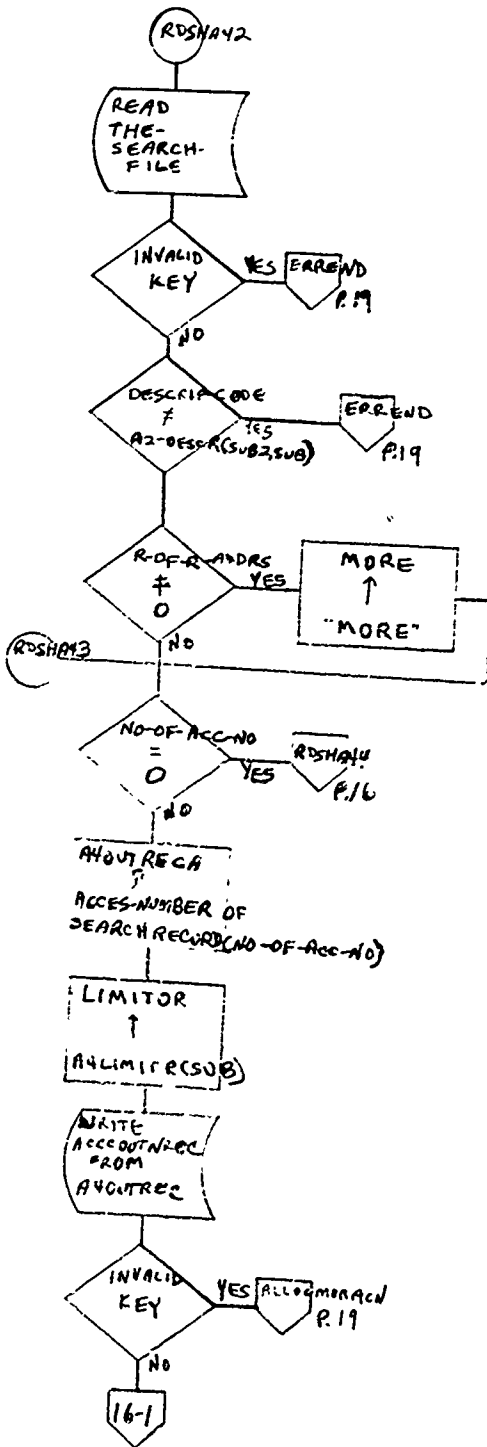 RDSHA42
READ
THE-
SEARCH-
FILE
INVALID
KEY
YES
ERREND
P.19
NO
DESCRIP-CODE
≠
A2-DESCR(SUB2,SUB)
YES
ERREND
P.19
R-OF-R-ADDRS
≠
0
YES
MORE
↑
"MORE"
NO
RDSHA43
NO-OF-ACC-NO
=
0
YES
RDSHA44
P.16
NO
A4OUTRECA
↑
ACCES-NUMBER OF
SEARCH RECORD(NO-OF-ACC-NO)
LIMITOR
↑
A4LIMITR(SUB)
WRITE
ACCOUTNREC
FROM
A4OUTREC
INVALID
KEY
YES
ALLOCMORACN
P.19
NO
16-1